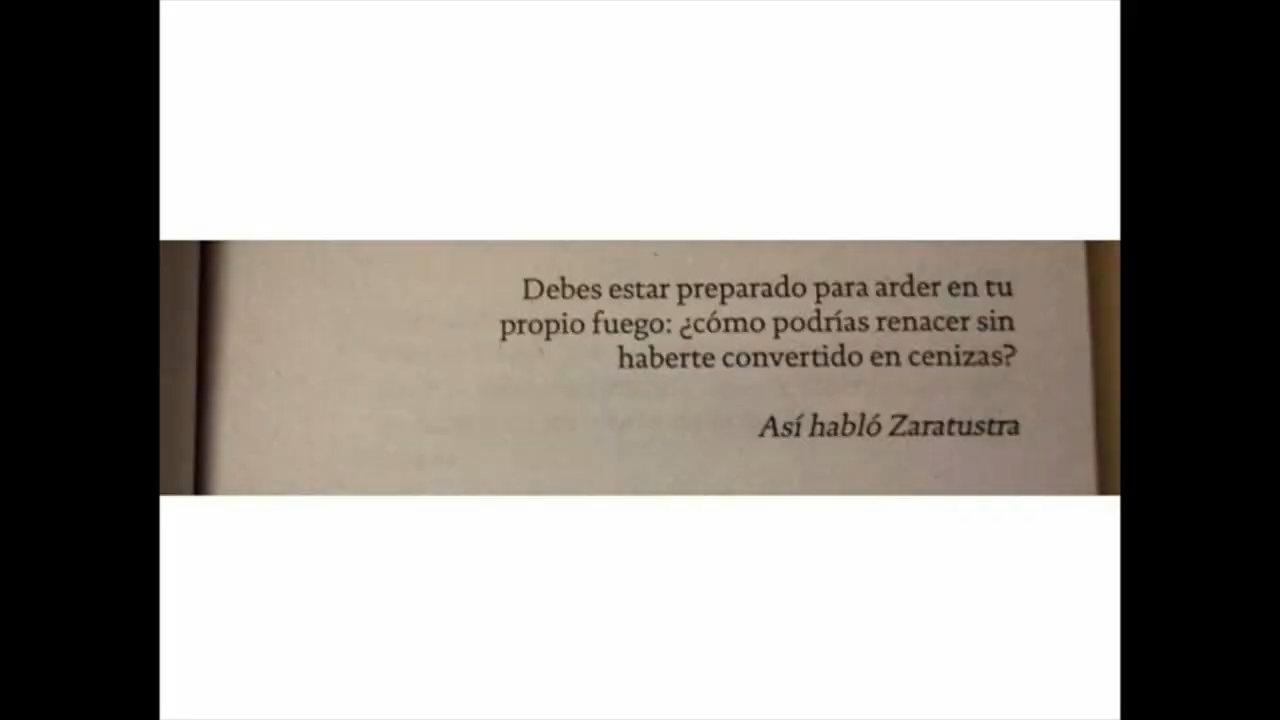 Debes estar preparado para arder en tu
propio fuego: ¿cómo podrías renacer sin
haberte convertido en cenizas?
Así habló Zaratustra